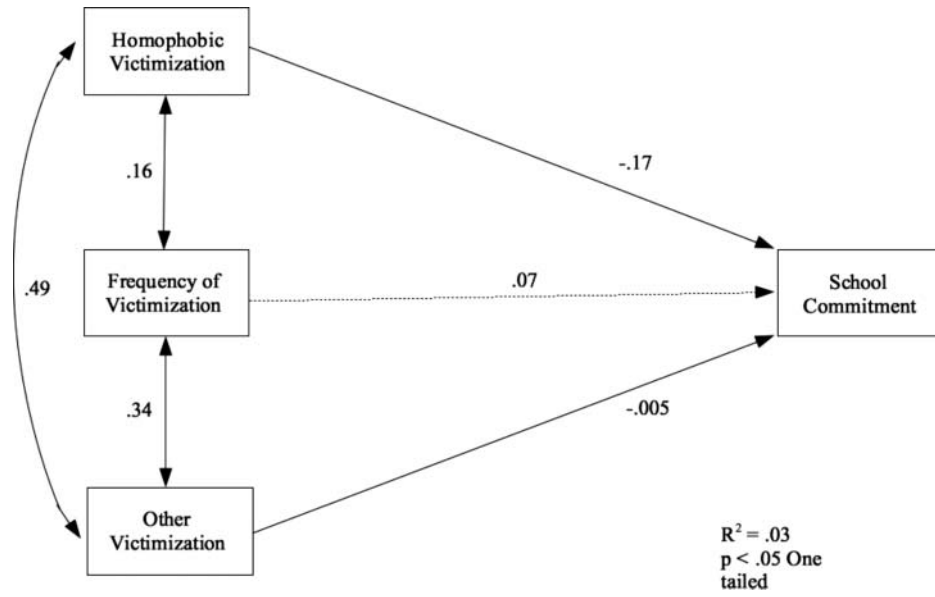 Homophobic
Victimization
-.17
.16
.49
Frequency of
Victimization
.07
School
Commitment
.34
-.005
Other
Victimization
R² = .03
p < .05 One
tailed